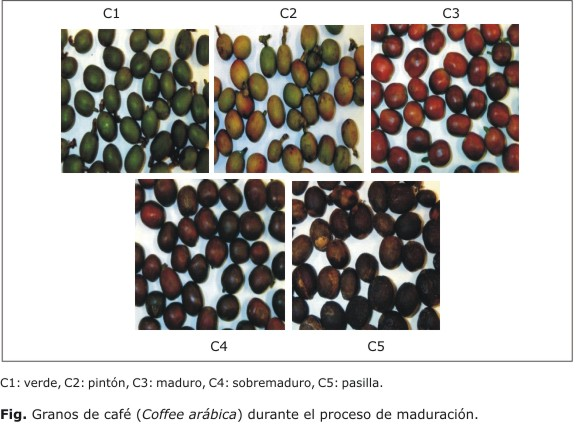 C1 C2 C3
C4 C5
C1: verde, C2: pintón, C3: maduro, C4: sobremaduro, C5: pasilla.
Fig. Granos de café (Coffee arábica) durante el proceso de maduración.